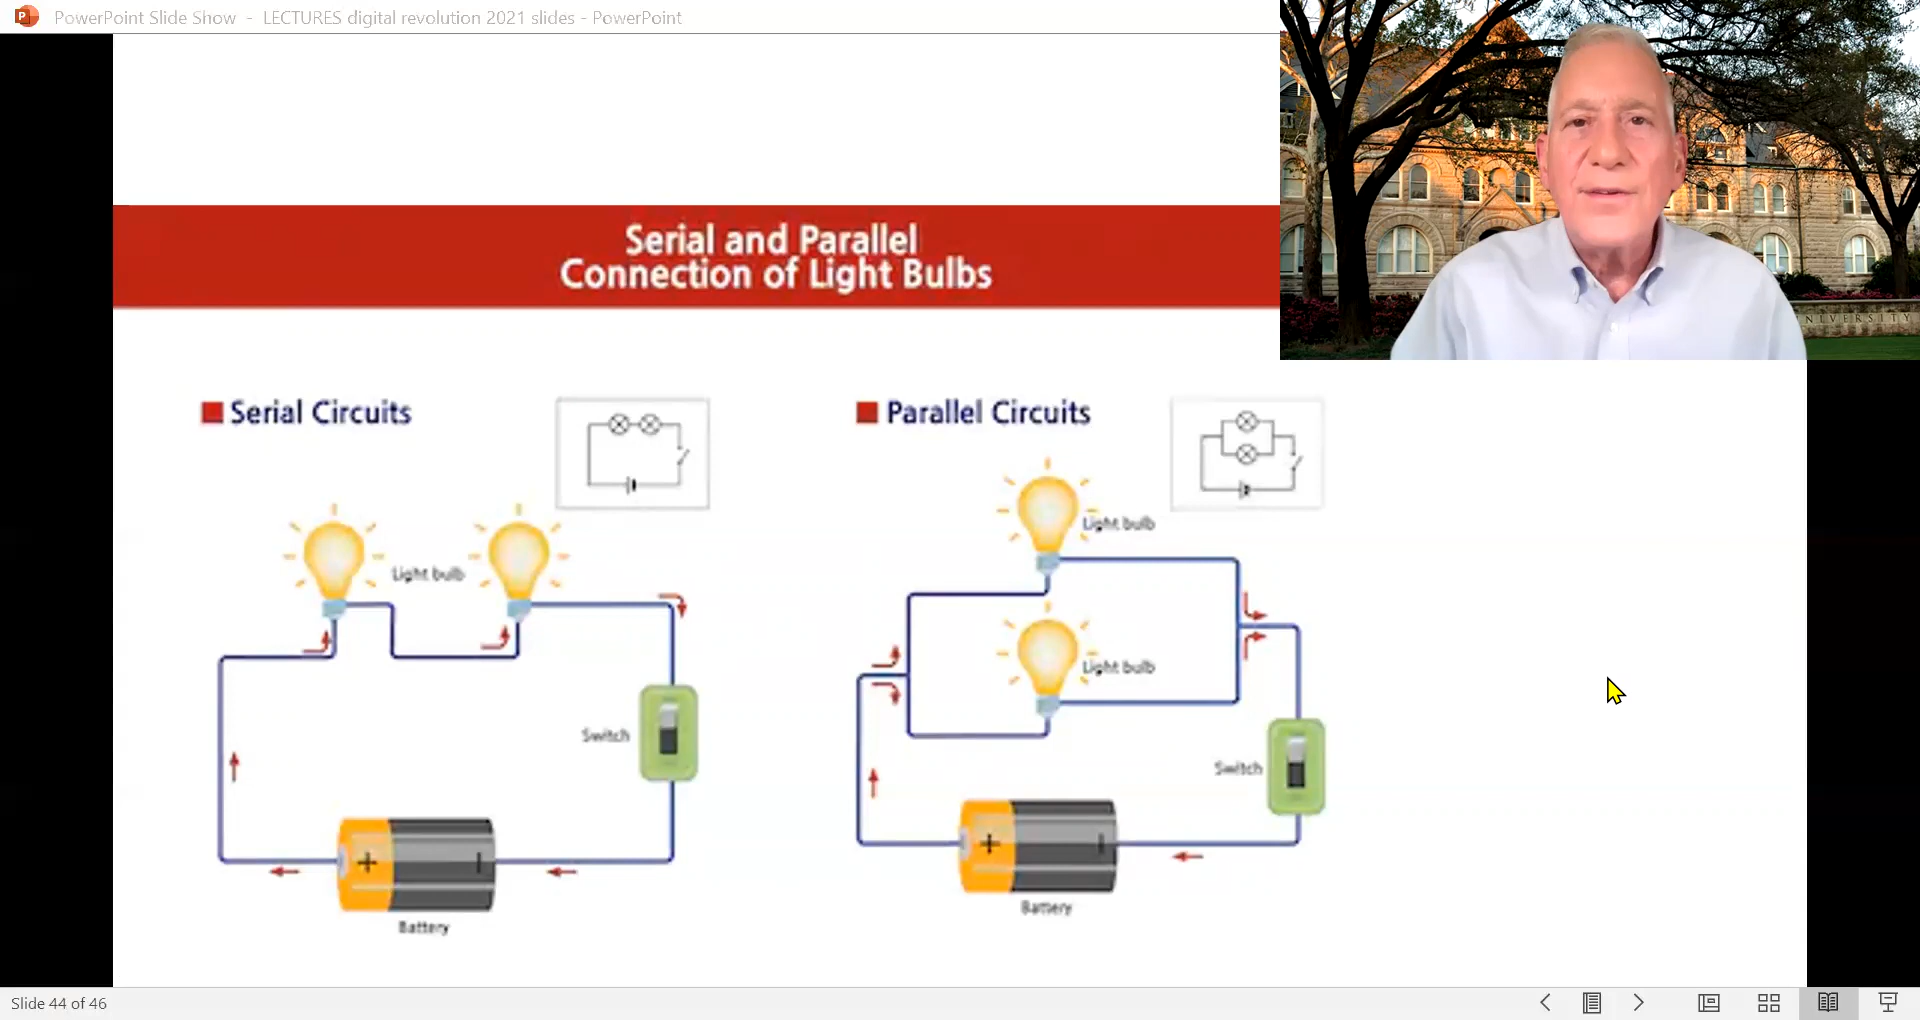 PowerPoint Slide Show - LECTURES digital revolution 2021 slides - PowerPoint
Serial and Parallel
Connection of Light Bulbs
NIVERSITY
Serial Circuits
Parallel Circuits
Light bulb
Light bulb
Light bulb
Switch
Switch
+
+
Battery
Battery
Slide 44 of 46